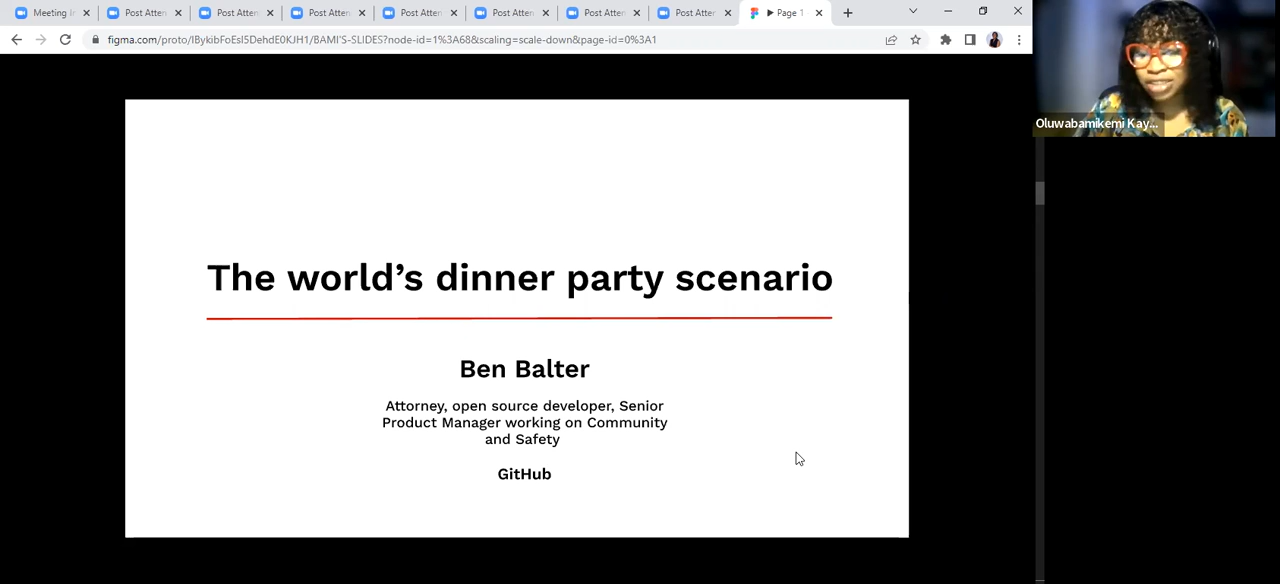 Meeting I
Post Atten
Post Atten
Post Atten
Post Atten
Post Atten
Post Atten
Post Atten
Page 1
figma.com/proto/IBykibFoEsI5DehdE0KJH1/BAMI'S-SLIDES?node-id=1%3A68&scaling=scale-down&page-id=0%3A1
Oluwabamikemi Kay...
The world's dinner party scenario
Ben Balter
Attorney, open source developer, Senior
Product Manager working on Community
and Safety
GitHub